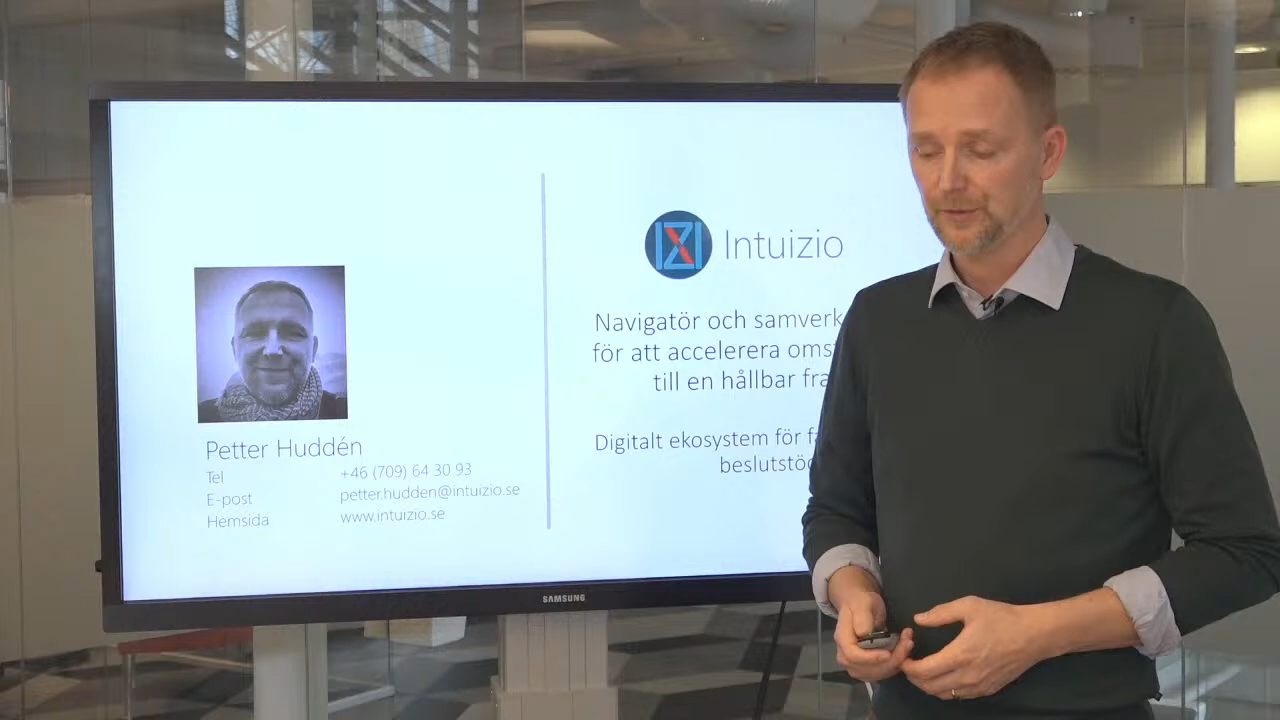 Petter Huddén
Tel +46 (709) 64 30 93
E-post petter.hudden@intuizio.se
Hemsida www.intuizio.se
Intuizio
Navigatör och samverk
för att accelerera oms
till en hållbar fra
Digitalt ekosystem för f
beslutstö
SAMSUNG